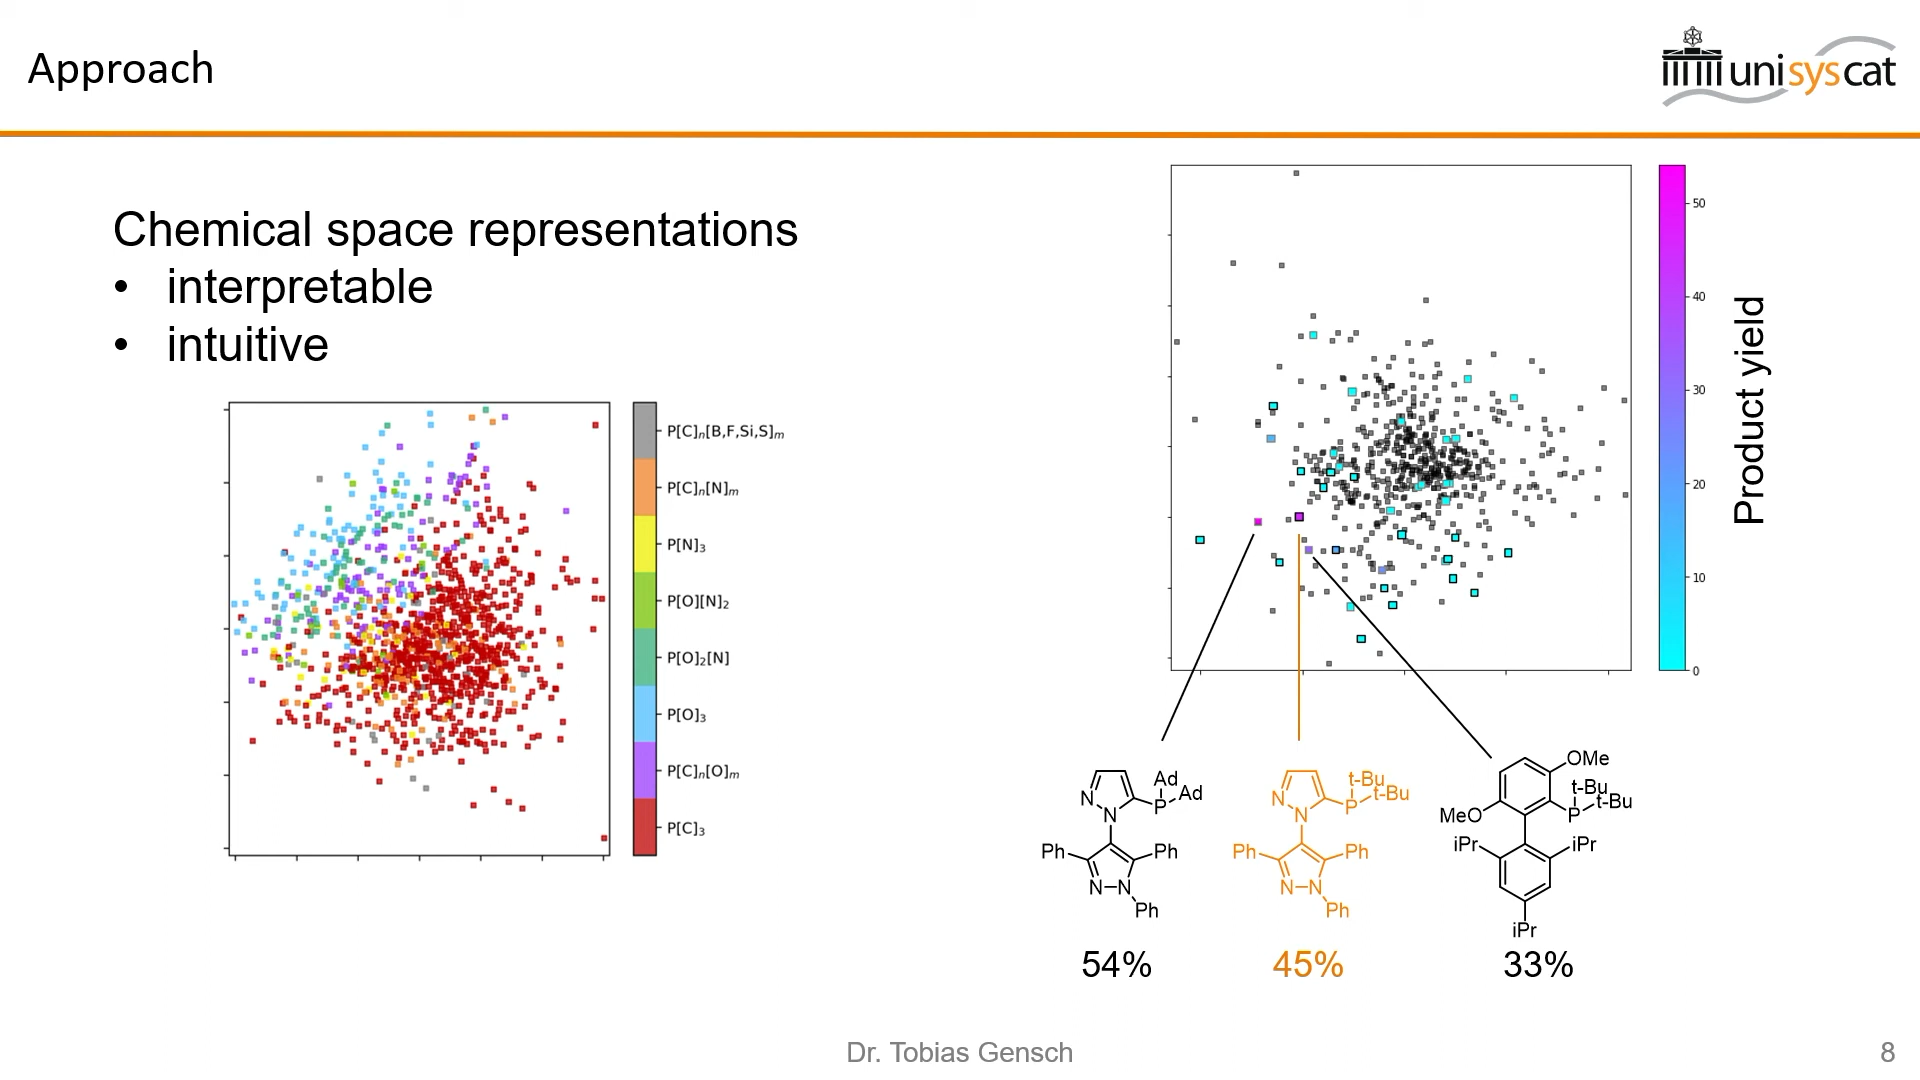 Approach
unisyscat
Chemical space representations
• interpretable
• intuitive
P[C]ₙ[B,F,Si,S]ₘ
P[C]ₙ[N]ₘ
P[N]₃
P[O][N]₂
P[O]₂[N]
P[O]₃
P[C]ₙ[O]ₘ
P[C]₃
50
40
30
20
10
0
Product yield
Ad
Ad
P
N
N
Ph
Ph
N
N
Ph
54%
t-Bu
t-Bu
P
N
N
Ph
Ph
N
N
Ph
45%
OMe
t-Bu
t-Bu
MeO
P
iPr
iPr
iPr
33%
Dr. Tobias Gensch
8